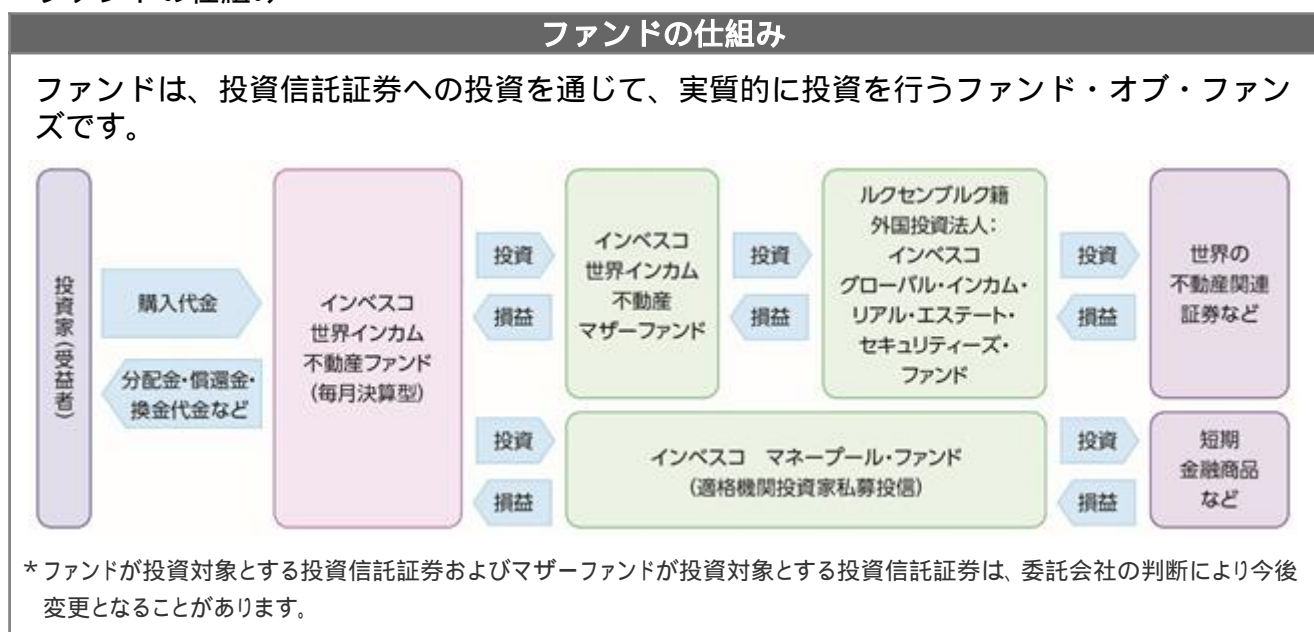 ファンドの仕組み
ファンドの仕組み
ファンドは、投資信託証券への投資を通じて、実質的に投資を行うファンド・オブ・ファン
ズです。
投資家（受益者）
購入代金
分配金・償還金・
換金代金など
インベスコ
世界インカム
不動産ファンド
（毎月決算型）
投資
損益
インベスコ
世界インカム
不動産
マザーファンド
投資
損益
ルクセンブルク籍
外国投資法人：
インベスコ
グローバル・インカム・
リアル・エステート・
セキュリティーズ・
ファンド
投資
損益
世界の
不動産関連
証券など
投資
損益
インベスコ　マネープール・ファンド
（適格機関投資家私募投信）
投資
損益
短期
金融商品
など
*ファンドが投資対象とする投資信託証券およびマザーファンドが投資対象とする投資信託証券は、委託会社の判断により今後
変更となることがあります。